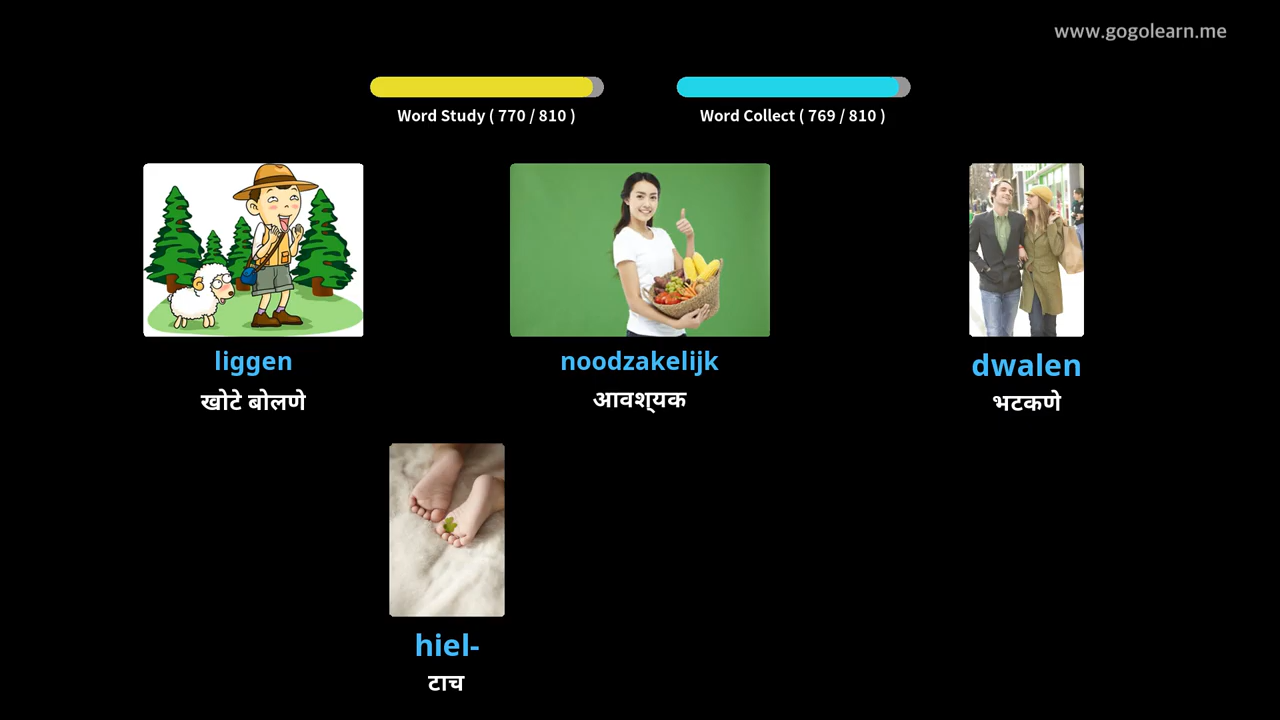 www.gogolearn.me
Word Study ( 770 / 810 )
Word Collect ( 769 / 810 )
liggen
noodzakelijk
dwalen
खोटे बोलणे
आवश्यक
भटकणे
hiel-
टाच